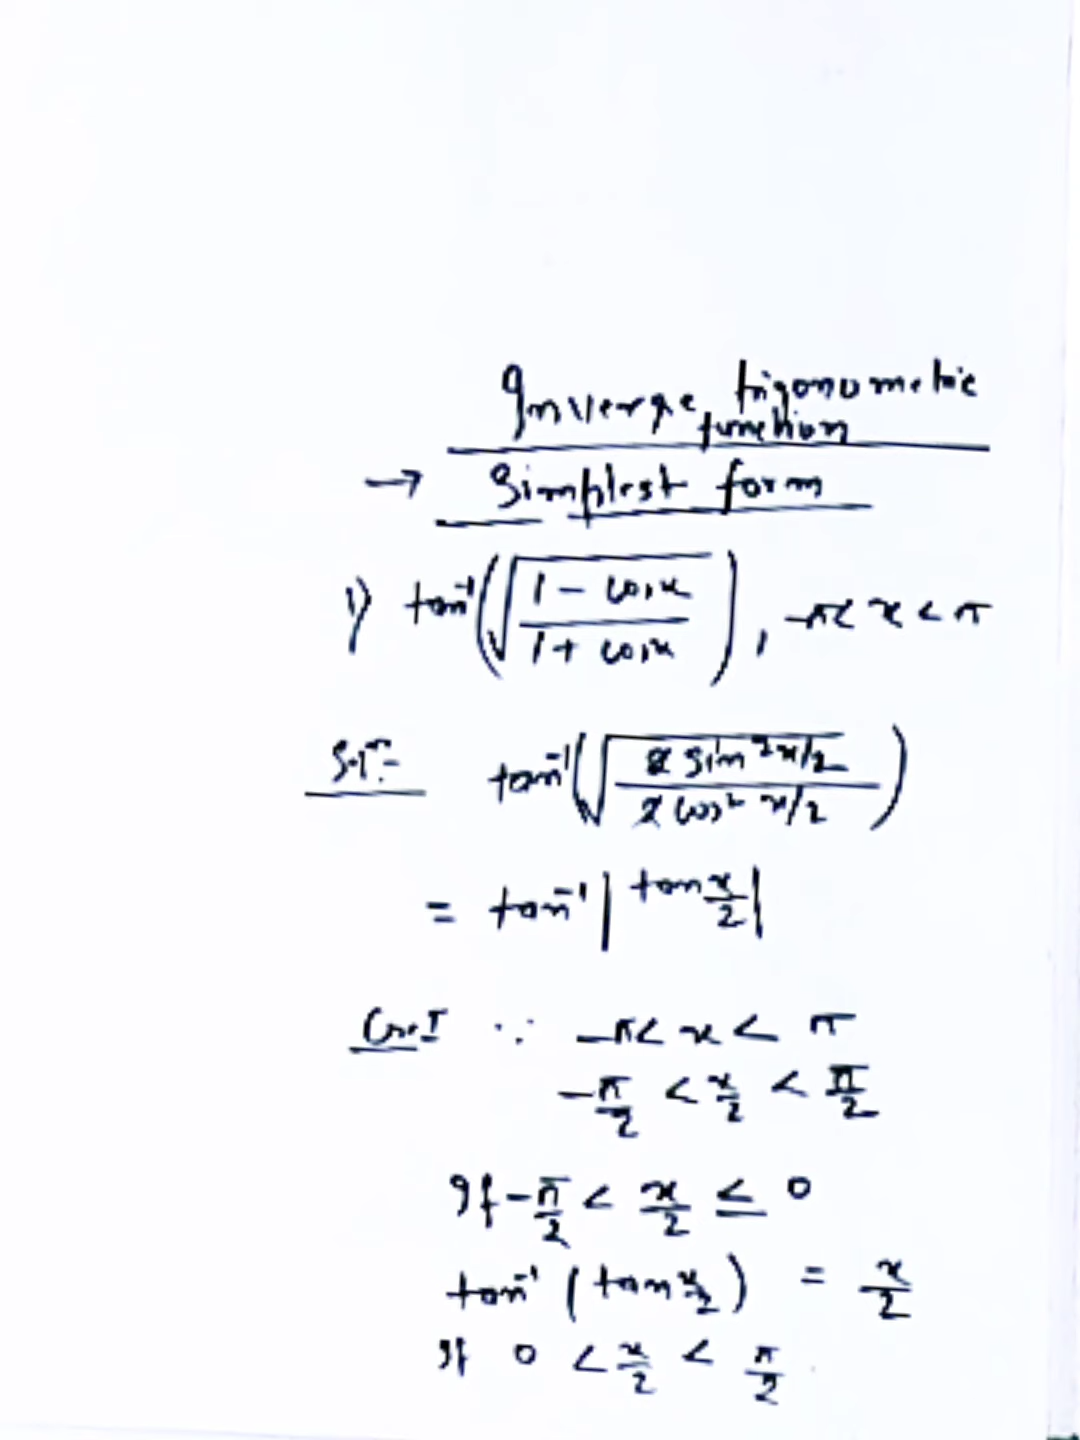 Inverse trigonometric function
→ Simplest form
1) tan⁻¹(√((1 - cosx)/(1 + cosx))), -π < x < π
tan⁻¹(√((2 sin² x/2)/(2 cos² x/2)))
= tan⁻¹|tan x/2|
Case I ∵ -π < x < π
-π/2 < x/2 < π/2
If -π/2 < x/2 ≤ 0
tan⁻¹(tan x/2) = x/2
If 0 < x/2 < π/2